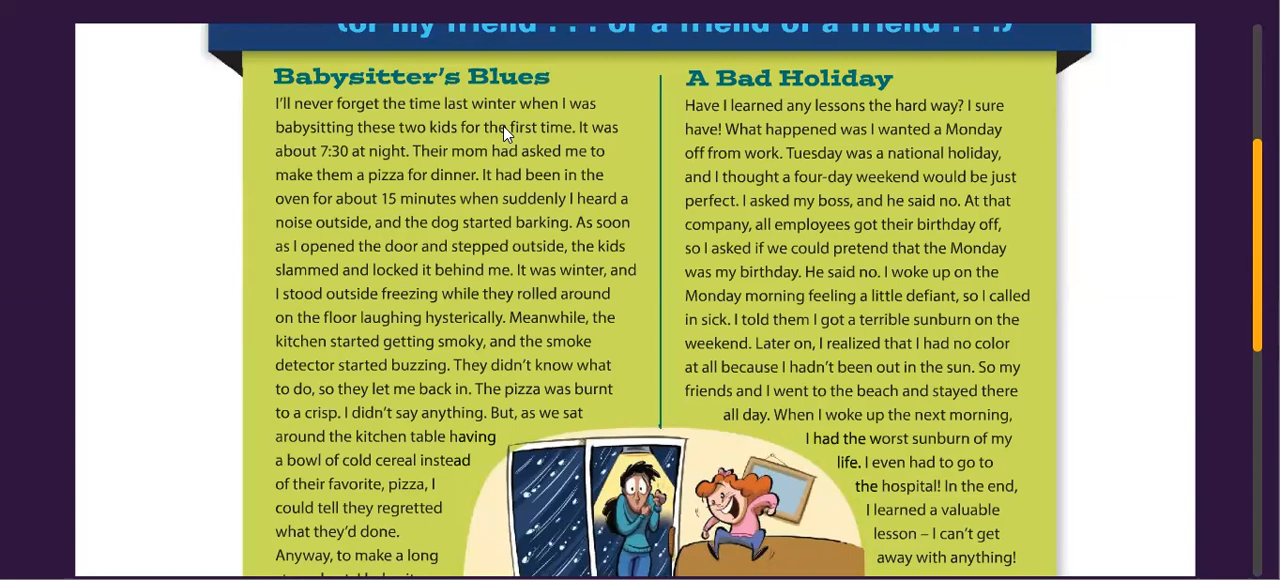 (or my friend . . . or a friend of a friend . . .)
Babysitter's Blues
I'll never forget the time last winter when I was
babysitting these two kids for the first time. It was
about 7:30 at night. Their mom had asked me to
make them a pizza for dinner. It had been in the
oven for about 15 minutes when suddenly I heard a
noise outside, and the dog started barking. As soon
as I opened the door and stepped outside, the kids
slammed and locked it behind me. It was winter, and
I stood outside freezing while they rolled around
on the floor laughing hysterically. Meanwhile, the
kitchen started getting smoky, and the smoke
detector started buzzing. They didn't know what
to do, so they let me back in. The pizza was burnt
to a crisp. I didn't say anything. But, as we sat
around the kitchen table having
a bowl of cold cereal instead
of their favorite, pizza, I
could tell they regretted
what they'd done.
Anyway, to make a long
A Bad Holiday
Have I learned any lessons the hard way? I sure
have! What happened was I wanted a Monday
off from work. Tuesday was a national holiday,
and I thought a four-day weekend would be just
perfect. I asked my boss, and he said no. At that
company, all employees got their birthday off,
so I asked if we could pretend that the Monday
was my birthday. He said no. I woke up on the
Monday morning feeling a little defiant, so I called
in sick. I told them I got a terrible sunburn on the
weekend. Later on, I realized that I had no color
at all because I hadn't been out in the sun. So my
friends and I went to the beach and stayed there
all day. When I woke up the next morning,
I had the worst sunburn of my
life. I even had to go to
the hospital! In the end,
I learned a valuable
lesson – I can't get
away with anything!